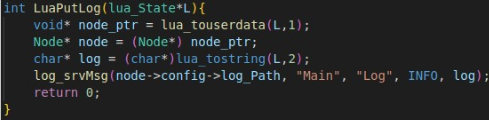 int LuaPutLog(lua_State*L){
    void* node_ptr = lua_touserdata(L,1);
    Node* node = (Node*) node_ptr;
    char* log = (char*)lua_tostring(L,2);
    log_srvMsg(node->config->log_Path, "Main", "Log", INFO, log);
    return 0;
}